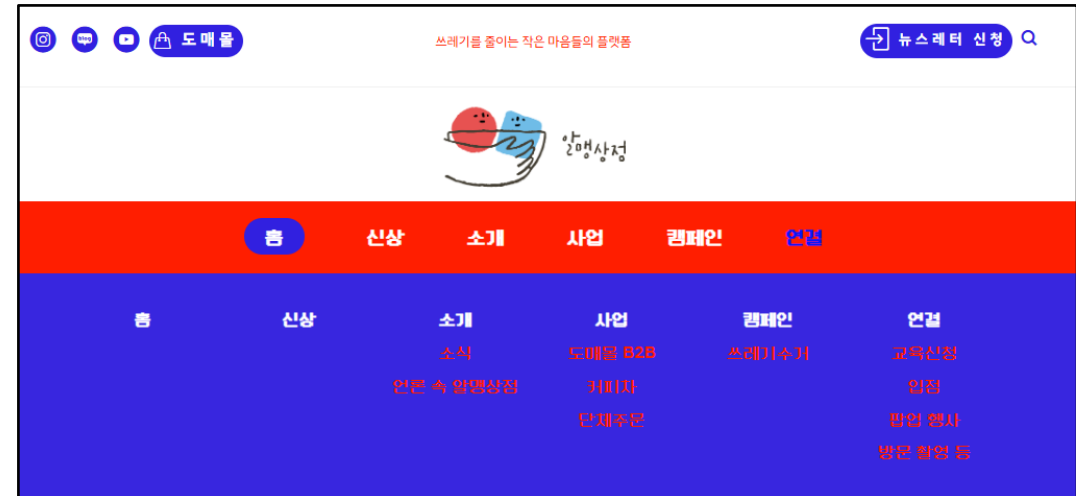 blog
도매몰
쓰레기를 줄이는 작은 마음들의 플랫폼
뉴스레터 신청
알맹상점
홈 신상 소개 사업 캠페인 연결
홈 신상 소개 사업 캠페인 연결
소식 도매몰 B2B 쓰레기수거 교육신청
언론 속 알맹상점 커피차 입점
단체주문 팝업 행사
방문 촬영 등